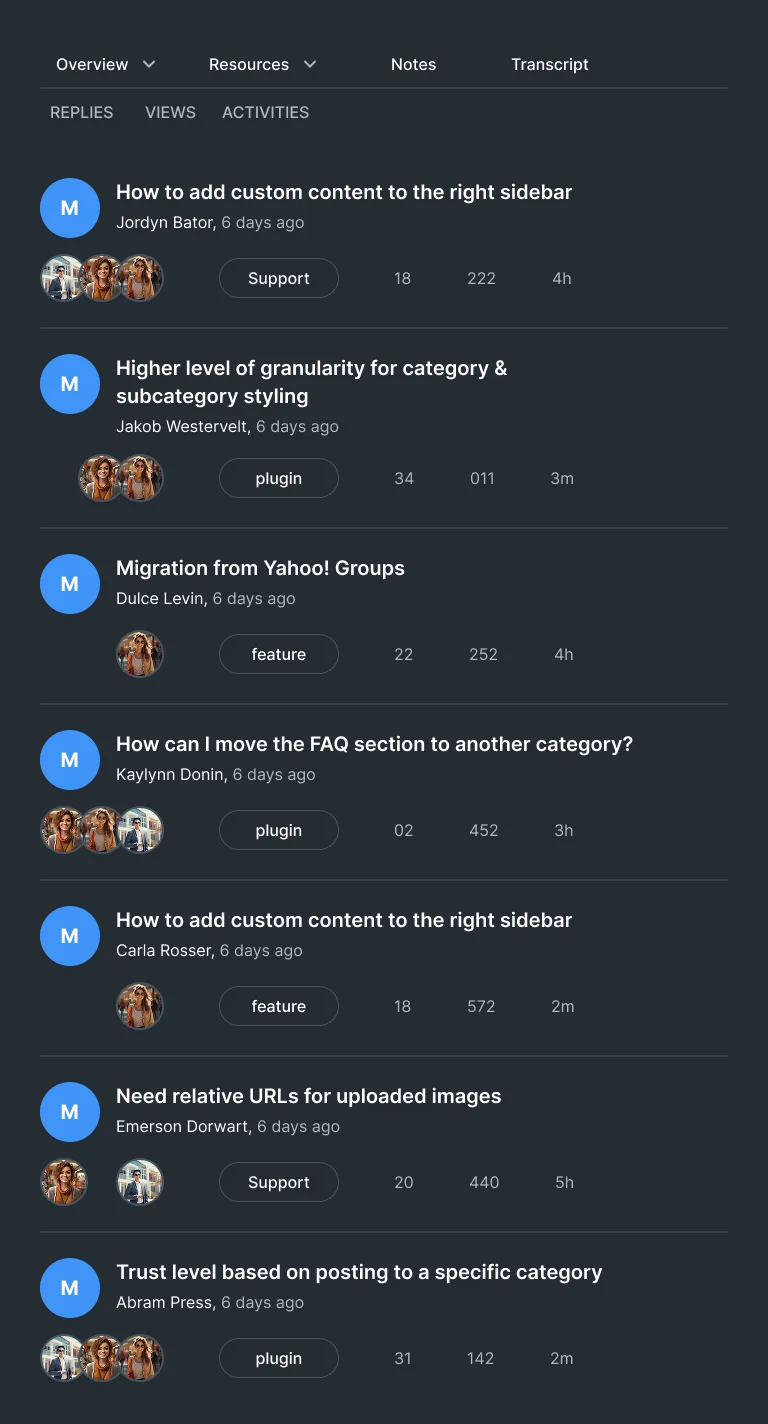 Overview Resources Notes Transcript
REPLIES VIEWS ACTIVITIES
M
How to add custom content to the right sidebar
Jordyn Bator, 6 days ago
Support 18 222 4h
M
Higher level of granularity for category &
subcategory styling
Jakob Westervelt, 6 days ago
plugin 34 011 3m
M
Migration from Yahoo! Groups
Dulce Levin, 6 days ago
feature 22 252 4h
M
How can I move the FAQ section to another category?
Kaylynn Donin, 6 days ago
plugin 02 452 3h
M
How to add custom content to the right sidebar
Carla Rosser, 6 days ago
feature 18 572 2m
M
Need relative URLs for uploaded images
Emerson Dorwart, 6 days ago
Support 20 440 5h
M
Trust level based on posting to a specific category
Abram Press, 6 days ago
plugin 31 142 2m